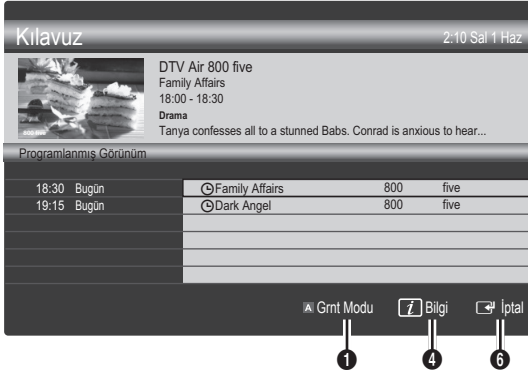 Kılavuz 2:10 Sal 1 Haz
DTV Air 800 five
Family Affairs
18:00 - 18:30
Drama
Tanya confesses all to a stunned Babs. Conrad is anxious to hear...
800 five
Programlanmış Görünüm
18:30 Bugün Family Affairs 800 five
19:15 Bugün Dark Angel 800 five
A Grnt Modu i Bilgi İptal
1 4 6